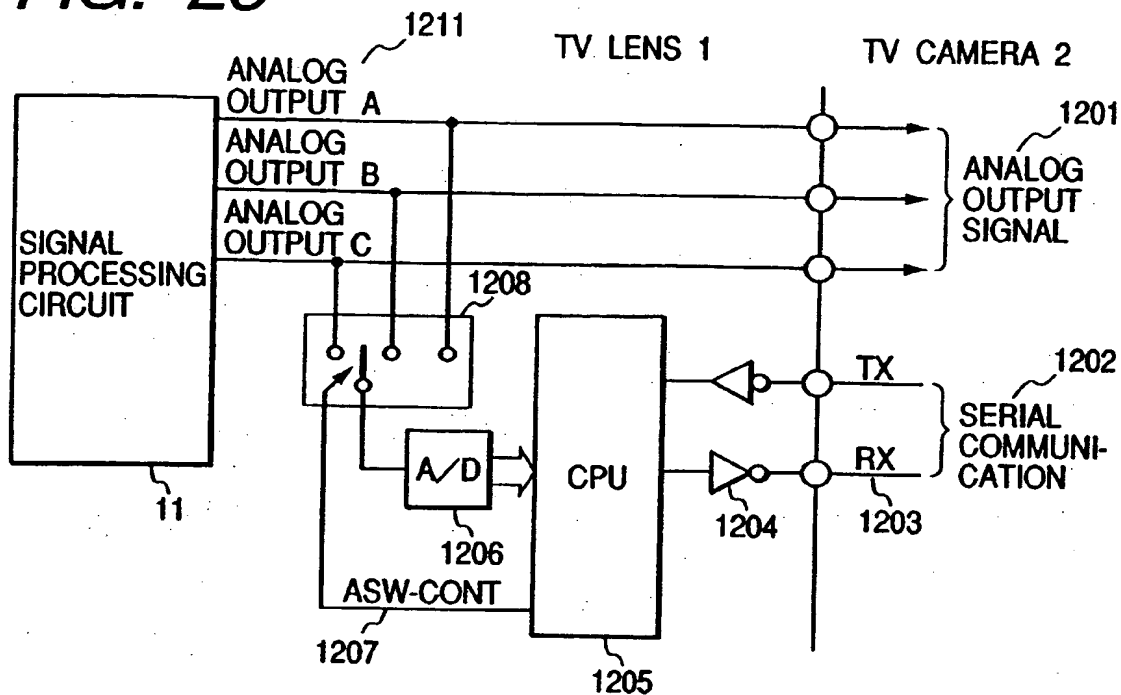 1211
TV LENS 1
TV CAMERA 2
ANALOG
OUTPUT A
ANALOG
OUTPUT B
ANALOG
OUTPUT C
1201
ANALOG
OUTPUT
SIGNAL
SIGNAL
PROCESSING
CIRCUIT
1208
TX
1202
SERIAL
COMMUNI-
CATION
A/D
CPU
RX
11
1206
1204
1203
ASW-CONT
1207
1205